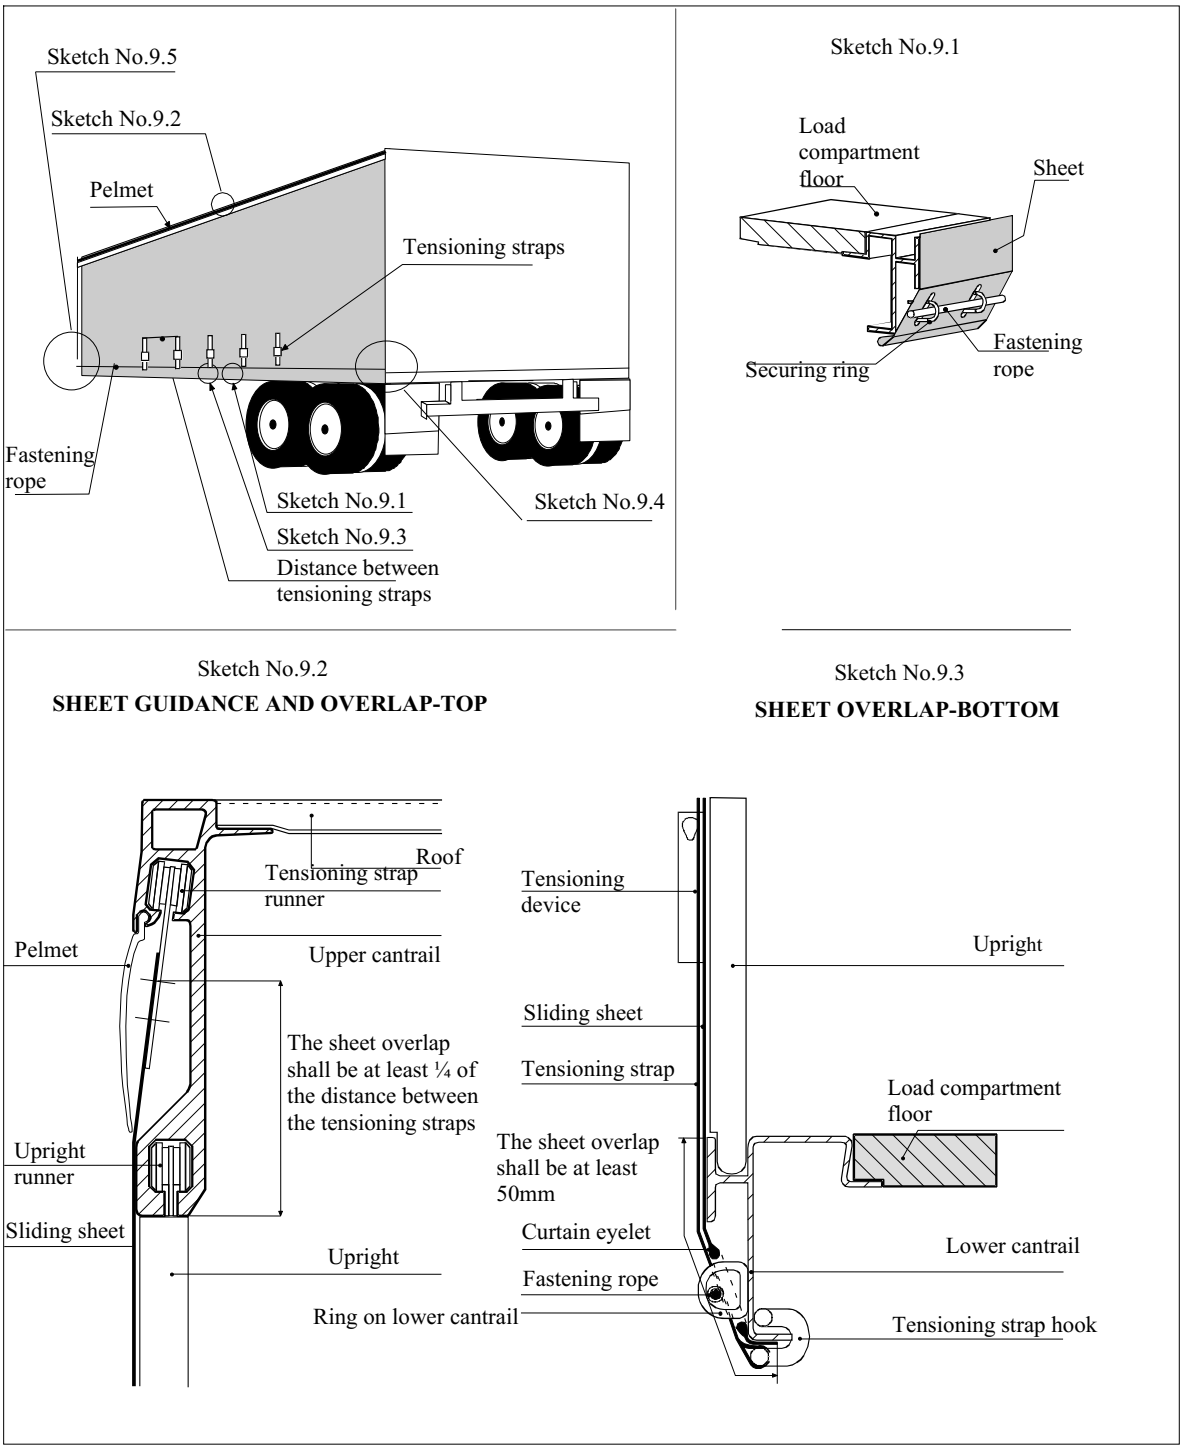 Sketch No.9.5
Sketch No.9.2
Pelmet
Tensioning straps
Fastening
rope
Sketch No.9.1
Sketch No.9.3
Distance between
tensioning straps
Sketch No.9.4
Sketch No.9.1
Load
compartment
floor
Sheet
Securing ring
Fastening
rope
Sketch No.9.2
SHEET GUIDANCE AND OVERLAP-TOP
Roof
Tensioning strap
runner
Pelmet
Upper cantrail
The sheet overlap
shall be at least ¼ of
the distance between
the tensioning straps
Upright
runner
Sliding sheet
Upright
Sketch No.9.3
SHEET OVERLAP-BOTTOM
Tensioning
device
Upright
Sliding sheet
Tensioning strap
Load compartment
floor
The sheet overlap
shall be at least
50mm
Curtain eyelet
Lower cantrail
Fastening rope
Ring on lower cantrail
Tensioning strap hook